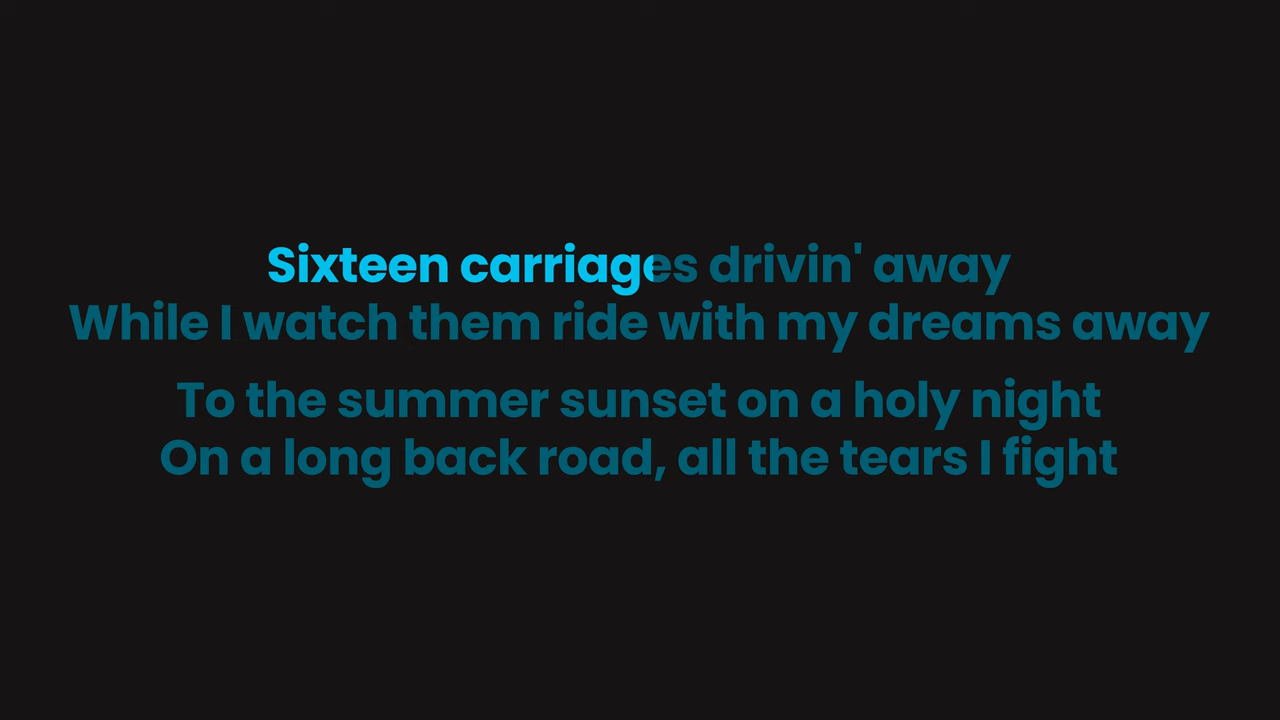 Sixteen carriages drivin' away
While I watch them ride with my dreams away
To the summer sunset on a holy night
On a long back road, all the tears I fight